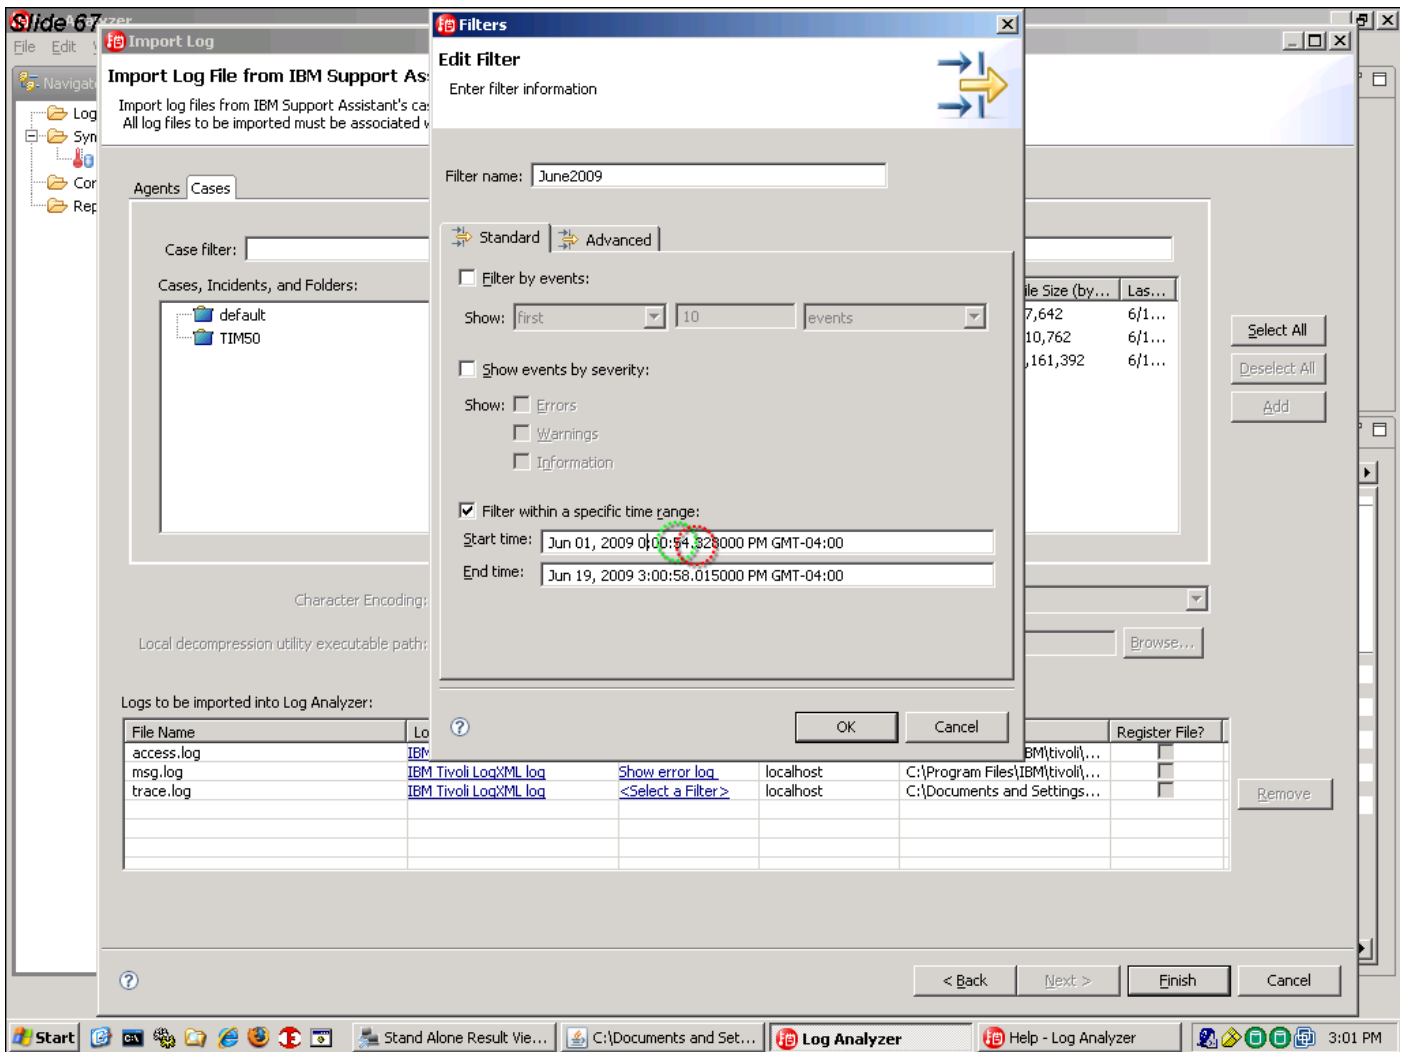 Slide 67
Analyzer
File Edit
Navigat
Log
Syn
Cor
Rep
Import Log
Import Log File from IBM Support As
Import log files from IBM Support Assistant's ca
All log files to be imported must be associated
Agents Cases
Case filter:
Cases, Incidents, and Folders:
default
TIM50
Character Encoding:
Local decompression utility executable path:
Filters
Edit Filter
Enter filter information
Filter name: June2009
Standard Advanced
Filter by events:
Show: first 10 events
Show events by severity:
Show: Errors
Warnings
Information
Filter within a specific time range:
Start time: Jun 01, 2009 0:00:54.328000 PM GMT-04:00
End time: Jun 19, 2009 3:00:58.015000 PM GMT-04:00
OK Cancel
ile Size (by... Las...
7,642 6/1...
10,762 6/1...
,161,392 6/1...
Select All
Deselect All
Add
Browse...
Logs to be imported into Log Analyzer:
File Name Lo Register File?
access.log IBM BM\tivoli\...
msg.log IBM Tivoli LogXML log Show error log localhost C:\Program Files\IBM\tivoli\...
trace.log IBM Tivoli LogXML log <Select a Filter> localhost C:\Documents and Settings...
Remove
< Back Next > Finish Cancel
Start Stand Alone Result Vie... C:\Documents and Set... Log Analyzer Help - Log Analyzer 3:01 PM